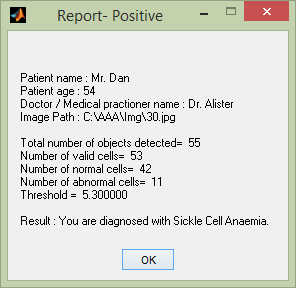 Report- Positive
Patient name : Mr. Dan
Patient age : 54
Doctor / Medical practioner name : Dr. Alister
Image Path : C:\AAA\Img\30.jpg
Total number of objects detected=  55
Number of valid cells=  53
Number of normal cells=  42
Number of abnormal cells=  11
Threshold =  5.300000
Result : You are diagnosed with Sickle Cell Anaemia.
OK